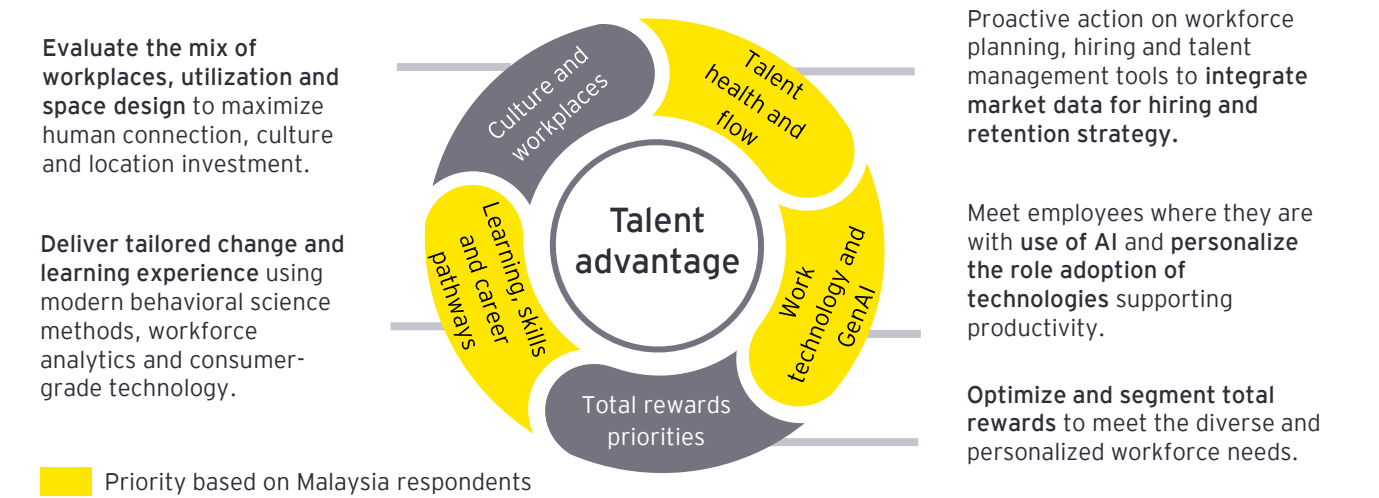 Evaluate the mix of
workplaces, utilization and
space design to maximize
human connection, culture
and location investment.
Deliver tailored change and
learning experience using
modern behavioral science
methods, workforce
analytics and consumer-
grade technology.
Culture and
workplaces
Talent
health and
flow
Work
technology and
GenAI
Total rewards
priorities
Learning, skills
and career
pathways
Talent
advantage
Proactive action on workforce
planning, hiring and talent
management tools to integrate
market data for hiring and
retention strategy.
Meet employees where they are
with use of AI and personalize
the role adoption of
technologies supporting
productivity.
Optimize and segment total
rewards to meet the diverse and
personalized workforce needs.
Priority based on Malaysia respondents